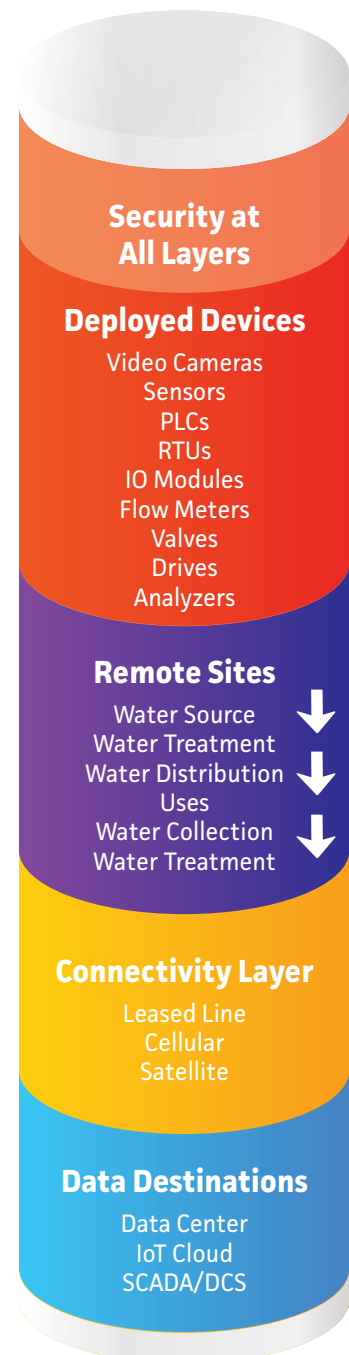 Security at
All Layers
Deployed Devices
Video Cameras
Sensors
PLCs
RTUs
IO Modules
Flow Meters
Valves
Drives
Analyzers
Remote Sites
Water Source
Water Treatment
Water Distribution
Uses
Water Collection
Water Treatment
Connectivity Layer
Leased Line
Cellular
Satellite
Data Destinations
Data Center
IoT Cloud
SCADA/DCS